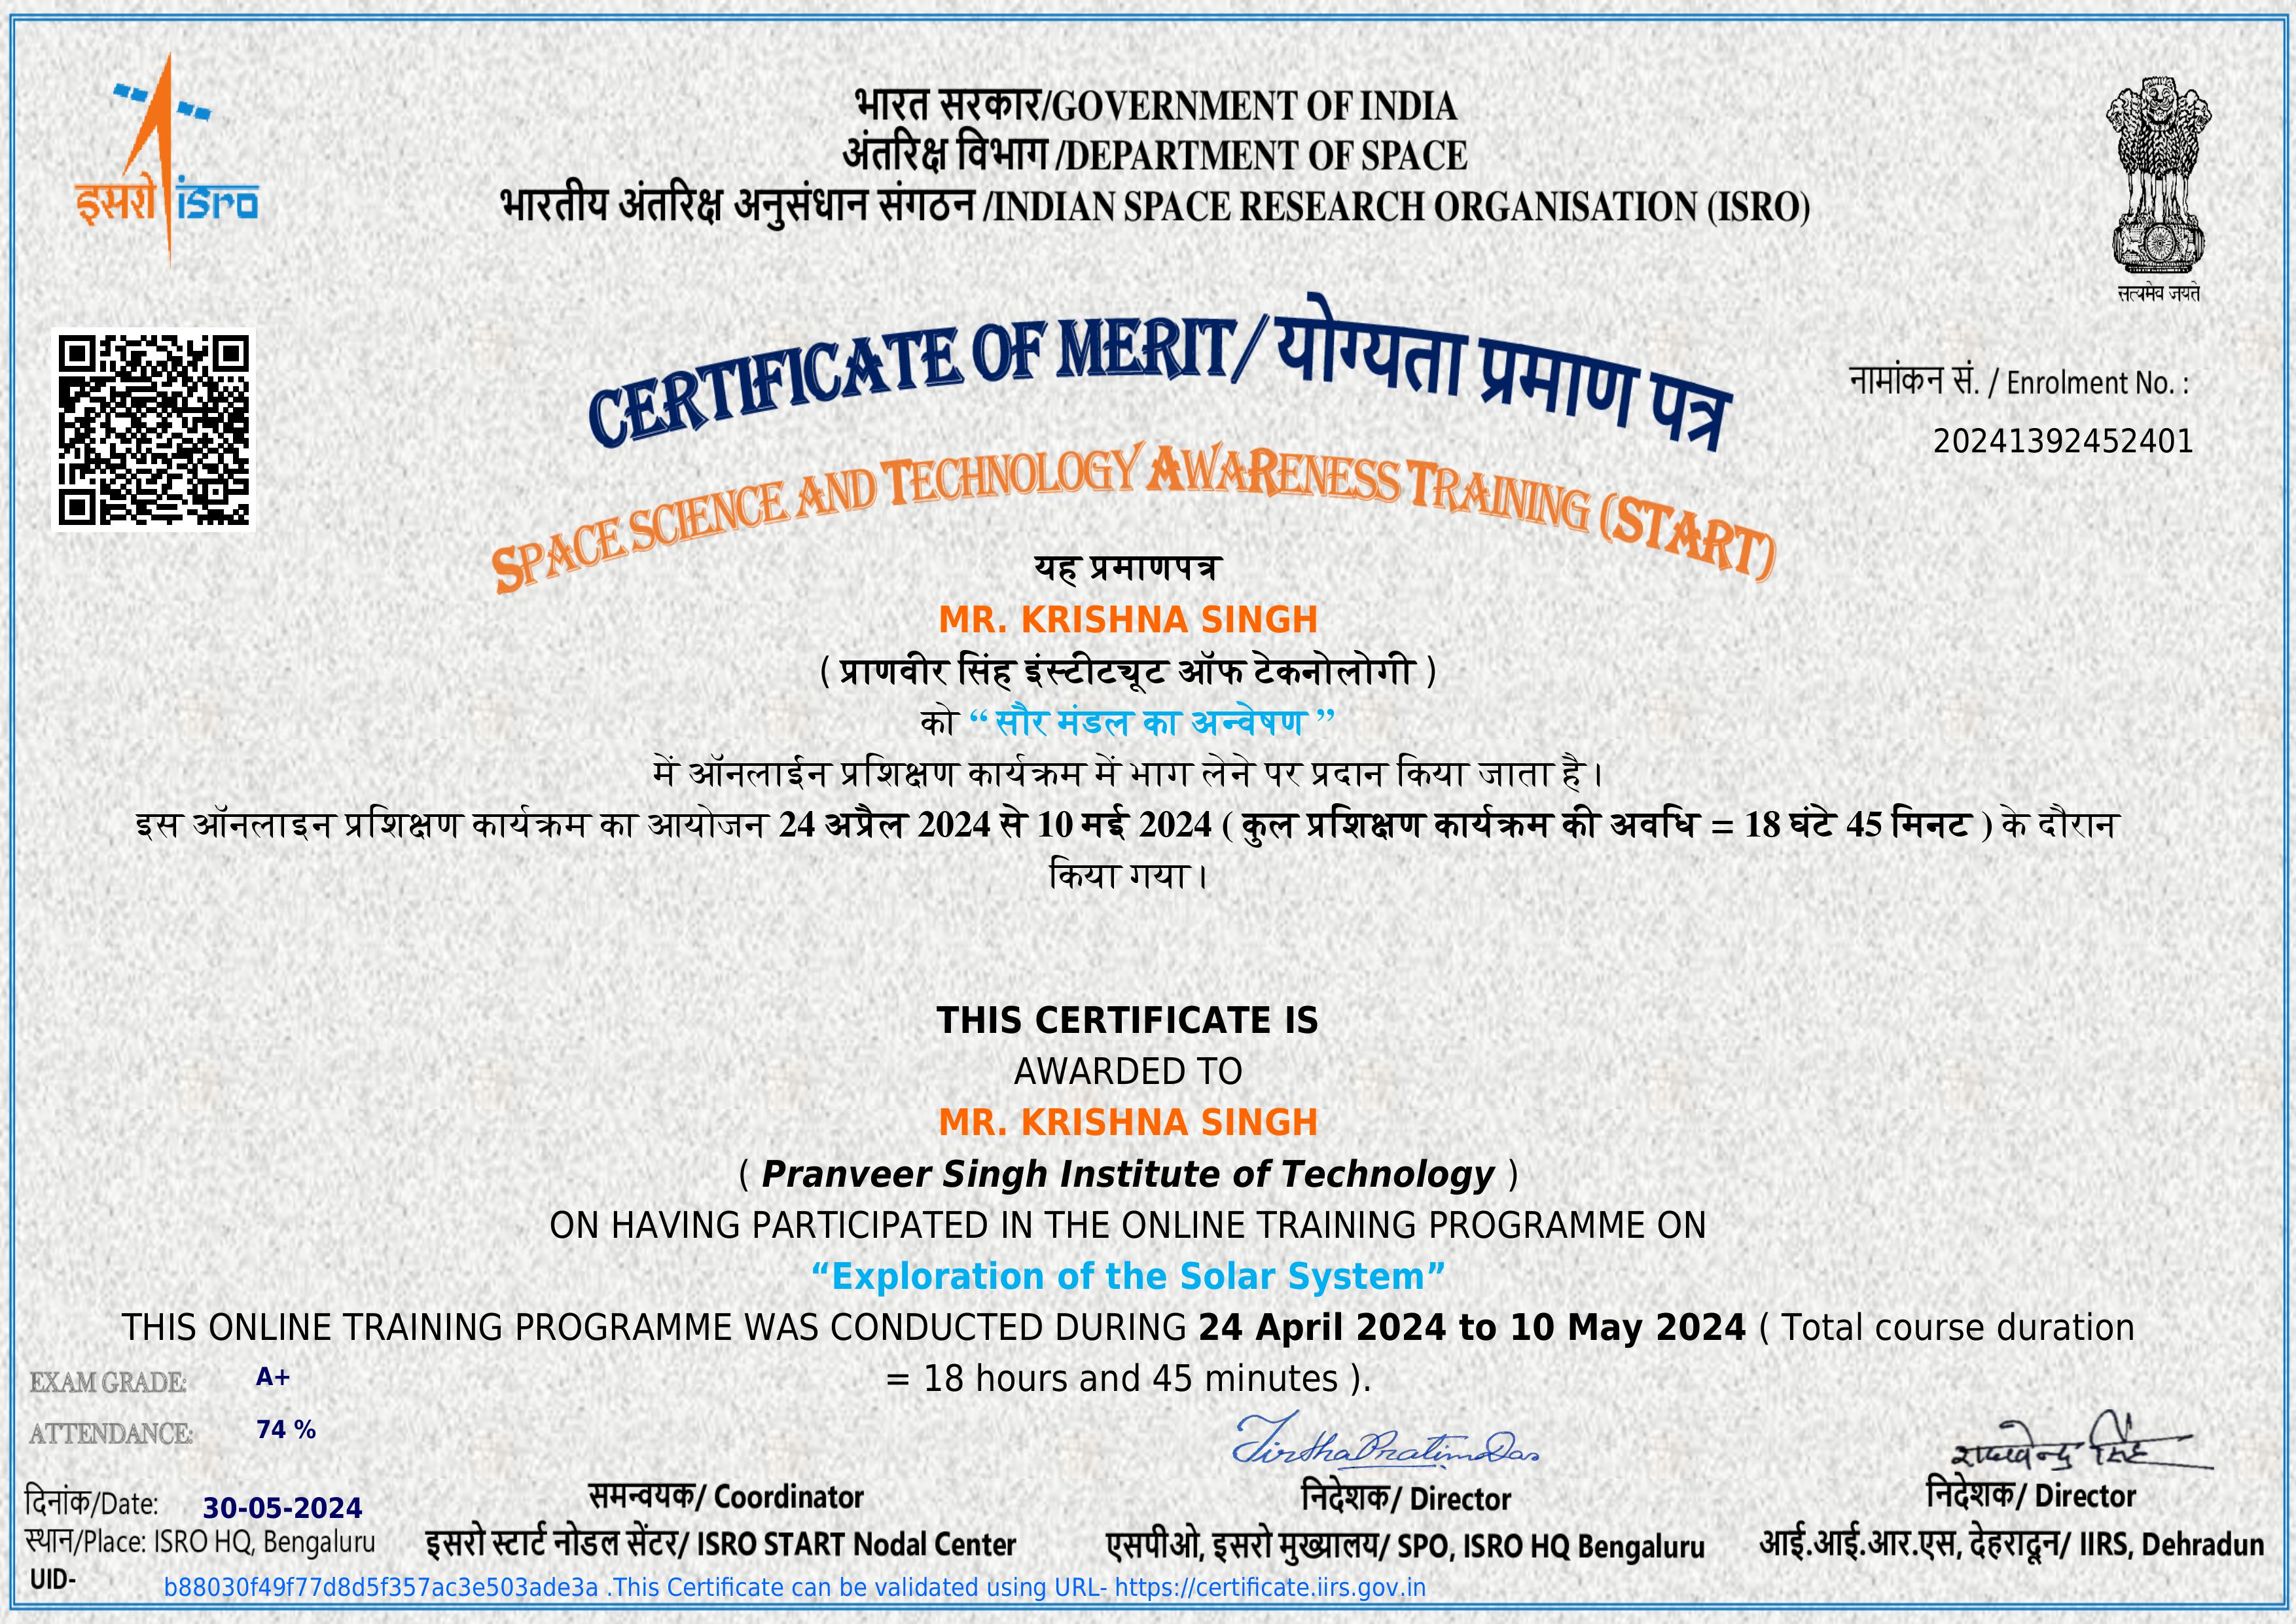 इसरो isro
भारत सरकार/GOVERNMENT OF INDIA
अंतरिक्ष विभाग /DEPARTMENT OF SPACE
भारतीय अंतरिक्ष अनुसंधान संगठन /INDIAN SPACE RESEARCH ORGANISATION (ISRO)
सत्यमेव जयते
CERTIFICATE OF MERIT/योग्यता प्रमाण पत्र
नामांकन सं. / Enrolment No. :
20241392452401
SPACE SCIENCE AND TECHNOLOGY AWARENESS TRAINING (START)
यह प्रमाणपत्र
MR. KRISHNA SINGH
( प्राणवीर सिंह इंस्टीटच्यूट ऑफ टेकनोलोगी )
को “ सौर मंडल का अन्वेषण ”
में ऑनलाईन प्रशिक्षण कार्यक्रम में भाग लेने पर प्रदान किया जाता है।
इस ऑनलाइन प्रशिक्षण कार्यक्रम का आयोजन 24 अप्रैल 2024 से 10 मई 2024 ( कुल प्रशिक्षण कार्यक्रम की अवधि = 18 घंटे 45 मिनट ) के दौरान
किया गया।
THIS CERTIFICATE IS
AWARDED TO
MR. KRISHNA SINGH
( Pranveer Singh Institute of Technology )
ON HAVING PARTICIPATED IN THE ONLINE TRAINING PROGRAMME ON
“Exploration of the Solar System”
THIS ONLINE TRAINING PROGRAMME WAS CONDUCTED DURING 24 April 2024 to 10 May 2024 ( Total course duration
= 18 hours and 45 minutes ).
EXAM GRADE: A+
ATTENDANCE: 74 %
Tirtha Pratim Das
राघवेन्द्र सिंह
दिनांक/Date: 30-05-2024
स्थान/Place: ISRO HQ, Bengaluru
समन्वयक/ Coordinator
इसरो स्टार्ट नोडल सेंटर/ ISRO START Nodal Center
निदेशक/ Director
एसपीओ, इसरो मुख्यालय/ SPO, ISRO HQ Bengaluru
निदेशक/ Director
आई.आई.आर.एस, देहरादून/ IIRS, Dehradun
UID- b88030f49f77d8d5f357ac3e503ade3a .This Certificate can be validated using URL- https://certificate.iirs.gov.in